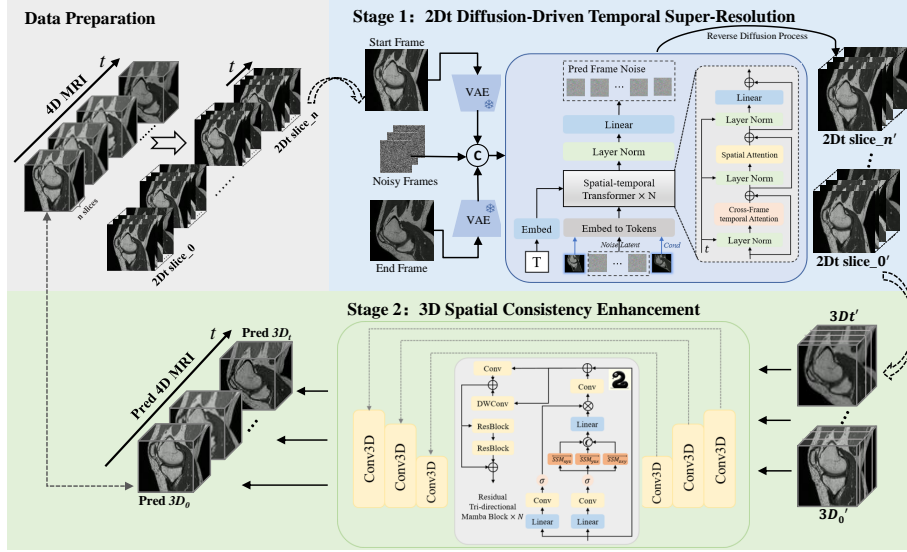 Data Preparation
4D MRI
t
n slices
t
2Dt slice_n
2Dt slice_0
Stage 1: 2Dt Diffusion-Driven Temporal Super-Resolution
Start Frame
VAE
Noisy Frames
C
VAE
End Frame
Reverse Diffusion Process
Pred Frame Noise
Linear
Layer Norm
Spatial-temporal
Transformer × N
Embed
Embed to Tokens
T
Noise Latent
Cond
Linear
Layer Norm
Spatial Attention
Layer Norm
Cross-Frame
temporal Attention
Layer Norm
t
2Dt slice_n′
2Dt slice_0′
Stage 2: 3D Spatial Consistency Enhancement
Pred 4D MRI
t
Pred 3D_t
Pred 3D_0
Conv3D
Conv3D
Conv3D
Conv
DWConv
ResBlock
ResBlock
Residual
Tri-directional
Mamba Block × N
2
Conv
Linear
C
σ
σ
Conv
Conv
Linear
Linear
Conv3D
Conv3D
Conv3D
3Dt′
3D_0′